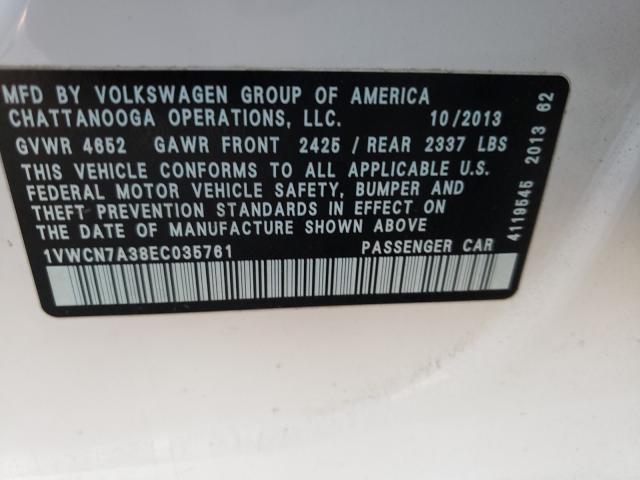 MFD BY VOLKSWAGEN GROUP OF AMERICA
CHATTANOOGA OPERATIONS, LLC. 10/2013
GVWR 4652 GAWR FRONT 2425 / REAR 2337 LBS
THIS VEHICLE CONFORMS TO ALL APPLICABLE U.S.
FEDERAL MOTOR VEHICLE SAFETY, BUMPER AND
THEFT PREVENTION STANDARDS IN EFFECT ON
THE DATE OF MANUFACTURE SHOWN ABOVE
1VWCN7A38EC035761 PASSENGER CAR
4119545 2013 62